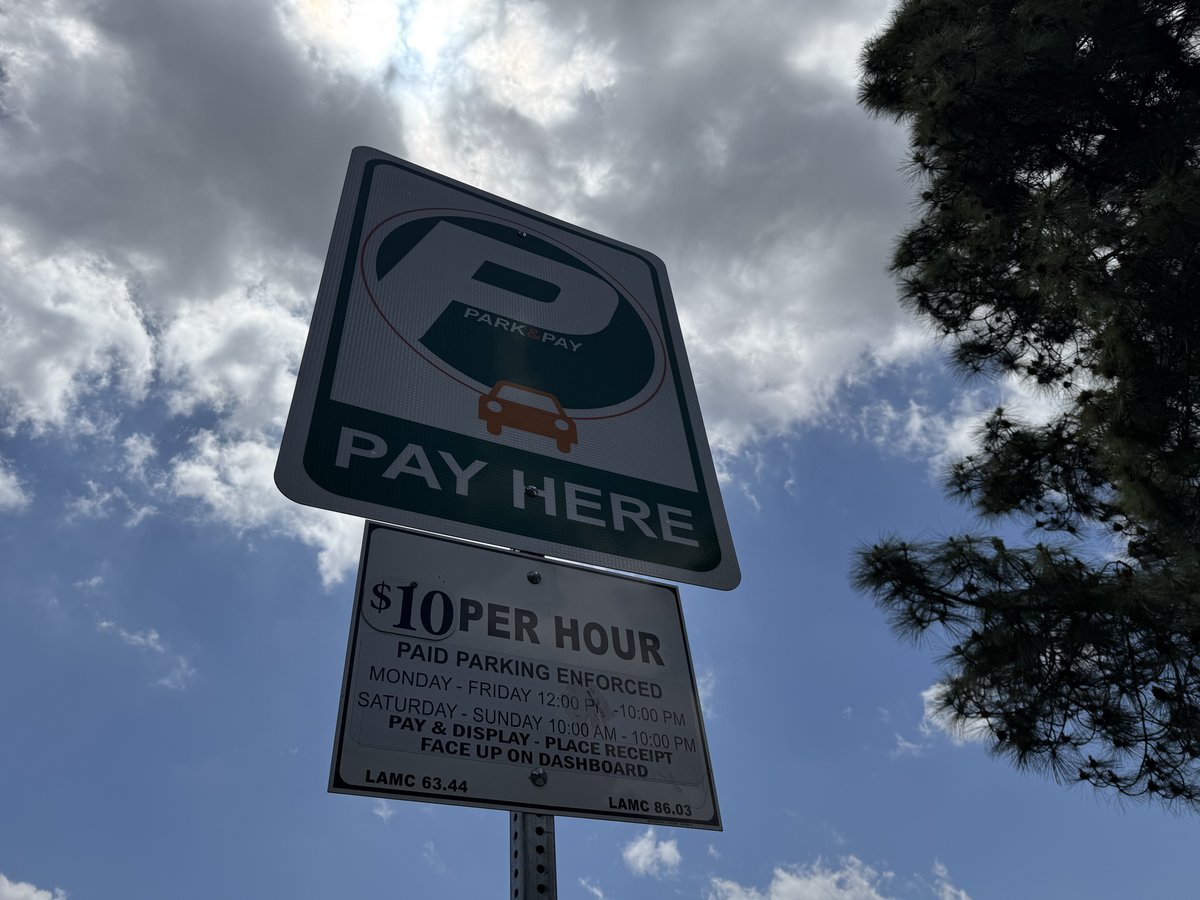 P
PARK&PAY
PAY HERE
$10 PER HOUR
PAID PARKING ENFORCED
MONDAY - FRIDAY 12:00 PM -10:00 PM
SATURDAY - SUNDAY 10:00 AM - 10:00 PM
PAY & DISPLAY - PLACE RECEIPT
FACE UP ON DASHBOARD
LAMC 63.44
LAMC 86.03